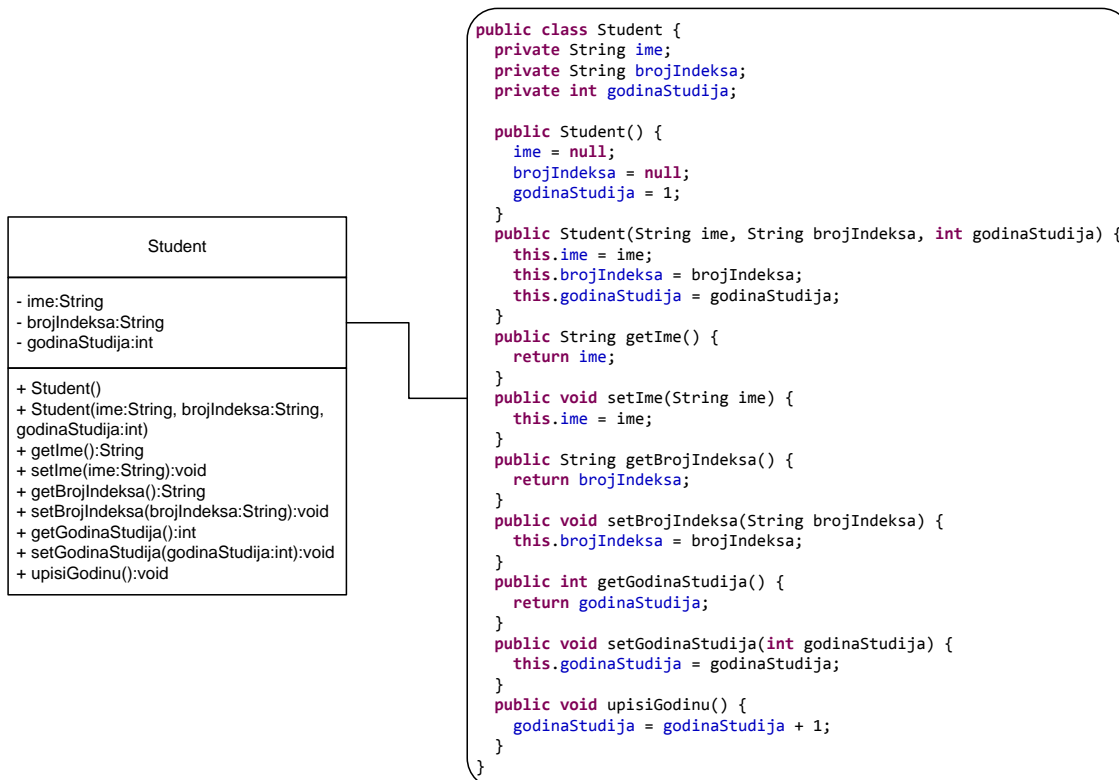 Student
- ime:String
- brojIndeksa:String
- godinaStudija:int
+ Student()
+ Student(ime:String, brojIndeksa:String,
godinaStudija:int)
+ getIme():String
+ setIme(ime:String):void
+ getBrojIndeksa():String
+ setBrojIndeksa(brojIndeksa:String):void
+ getGodinaStudija():int
+ setGodinaStudija(godinaStudija:int):void
+ upisiGodinu():void
public class Student {
  private String ime;
  private String brojIndeksa;
  private int godinaStudija;

  public Student() {
    ime = null;
    brojIndeksa = null;
    godinaStudija = 1;
  }
  public Student(String ime, String brojIndeksa, int godinaStudija) {
    this.ime = ime;
    this.brojIndeksa = brojIndeksa;
    this.godinaStudija = godinaStudija;
  }
  public String getIme() {
    return ime;
  }
  public void setIme(String ime) {
    this.ime = ime;
  }
  public String getBrojIndeksa() {
    return brojIndeksa;
  }
  public void setBrojIndeksa(String brojIndeksa) {
    this.brojIndeksa = brojIndeksa;
  }
  public int getGodinaStudija() {
    return godinaStudija;
  }
  public void setGodinaStudija(int godinaStudija) {
    this.godinaStudija = godinaStudija;
  }
  public void upisiGodinu() {
    godinaStudija = godinaStudija + 1;
  }
}